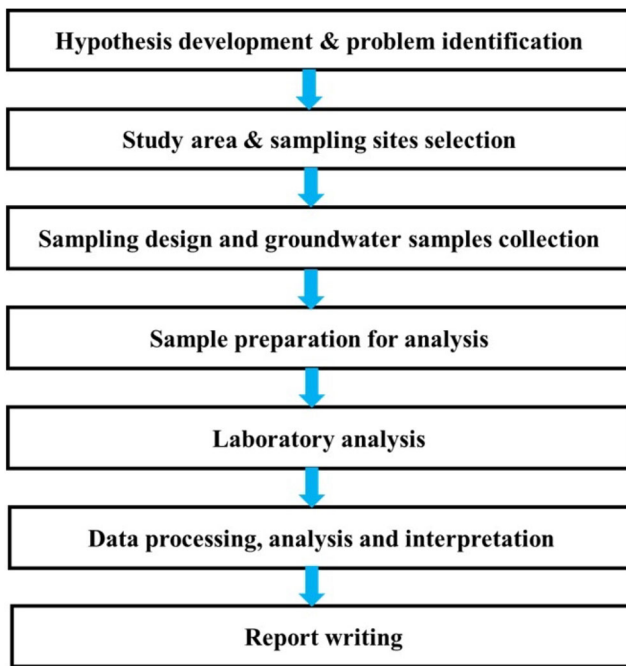 Hypothesis development & problem identification
Study area & sampling sites selection
Sampling design and groundwater samples collection
Sample preparation for analysis
Laboratory analysis
Data processing, analysis and interpretation
Report writing